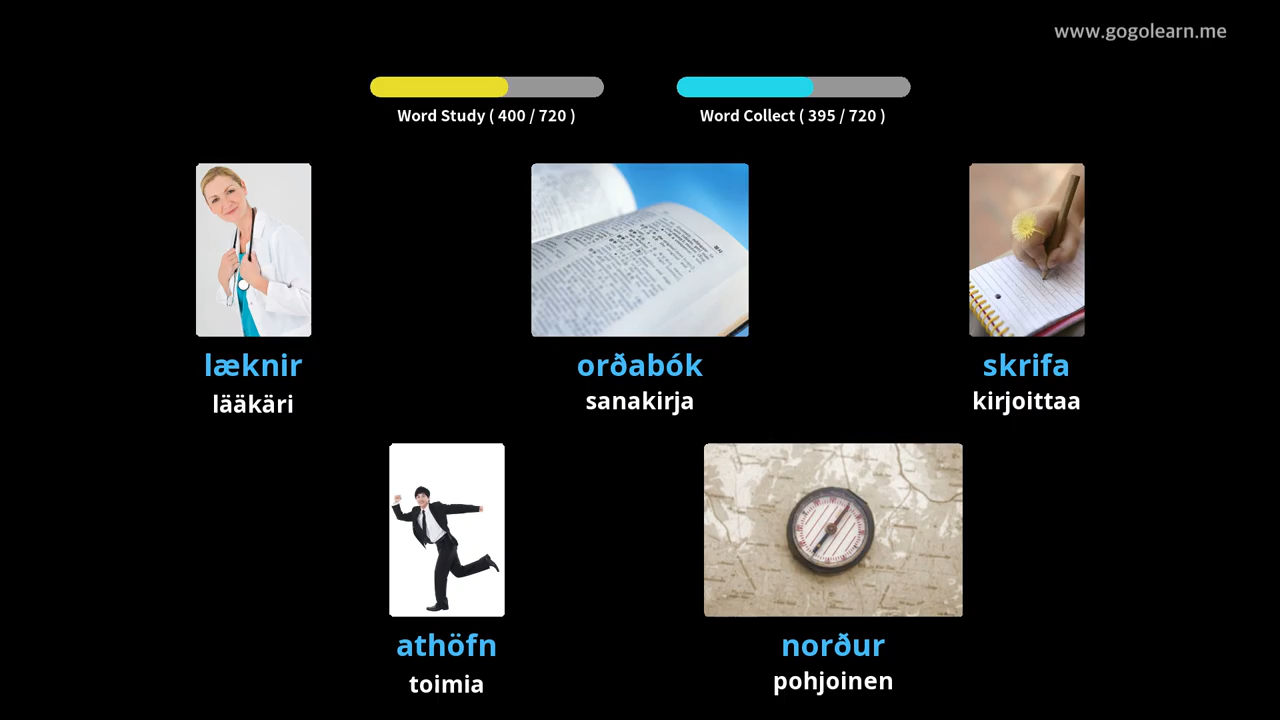 www.gogolearn.me
Word Study ( 400 / 720 )
Word Collect ( 395 / 720 )
læknir
lääkäri
orðabók
sanakirja
skrifa
kirjoittaa
athöfn
toimia
norður
pohjoinen